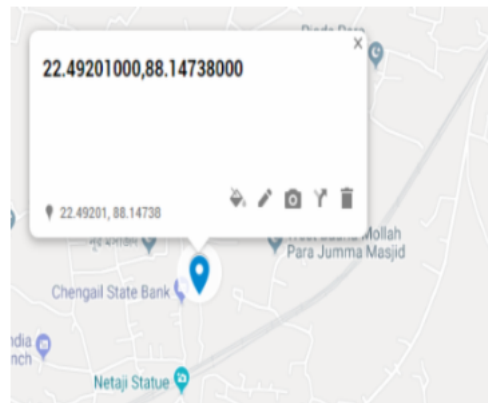 X
22.49201000,88.14738000
22.49201, 88.14738
Mollah
Para Jumma Masjid
Chengail State Bank
Netaji Statue